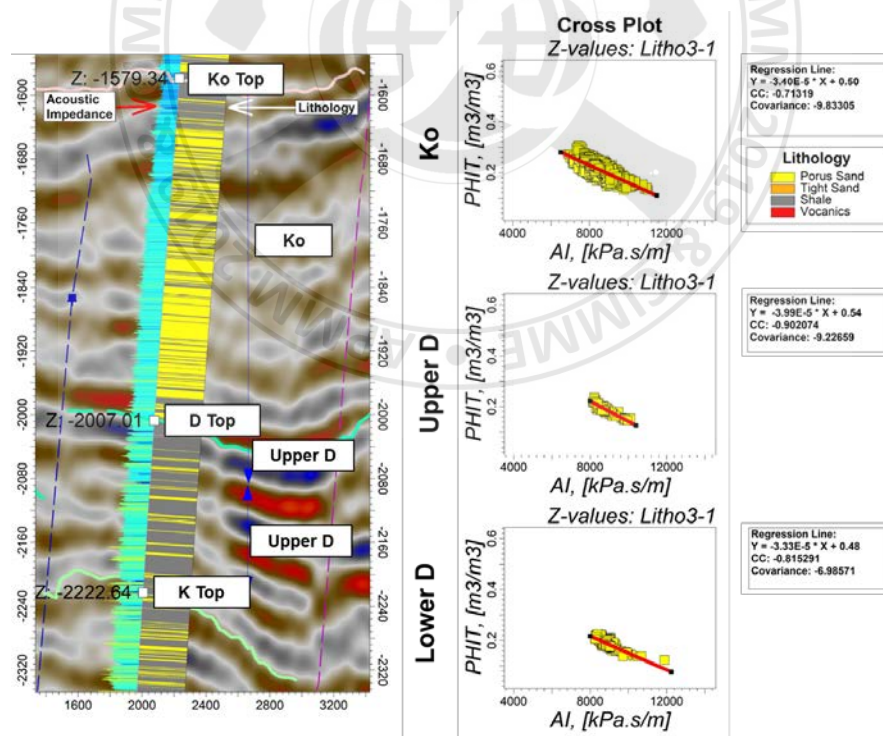 Cross Plot
Z-values: Litho3-1
Z: -1579.34
Ko Top
Acoustic
Impedance
Lithology
-1600
-1680
-1760
-1840
-1920
-2000
-2080
-2160
-2240
-2320
Ko
Z: -2007.01
D Top
Upper D
Upper D
Z: -2222.64
K Top
1600
2000
2400
2800
-1600
-1680
-1760
-1840
-1920
-2000
-2080
-2160
-2240
-2320
Ko
Upper D
Lower D
PHIT, [m3/m3]
0.6
0.4
0.2
4000
8000
12000
AI, [kPa.s/m]
Z-values: Litho3-1
PHIT, [m3/m3]
0.6
0.4
0.2
4000
8000
12000
AI, [kPa.s/m]
Z-values: Litho3-1
PHIT, [m3/m3]
0.6
0.4
0.2
4000
8000
12000
AI, [kPa.s/m]
Regression Line:
Y = -3.40E-5 * X + 0.50
CC: -0.71319
Covariance: -9.83305
Lithology
Porus Sand
Tight Sand
Shale
Vocanics
Regression Line:
Y = -3.99E-5 * X + 0.54
CC: -0.902074
Covariance: -9.22659
Regression Line:
Y = -3.33E-5 * X + 0.48
CC: -0.815291
Covariance: -6.98571